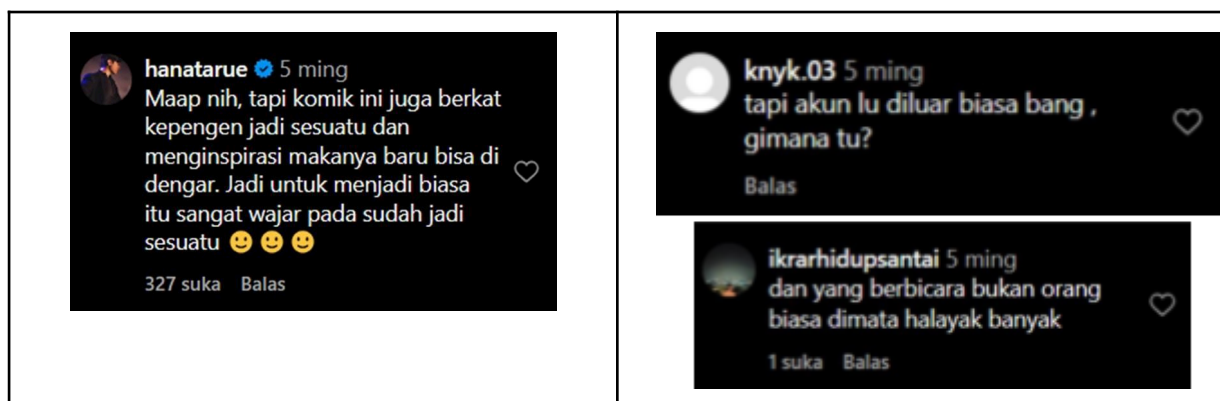 hanatarue 5 ming
Maap nih, tapi komik ini juga berkat
kepengen jadi sesuatu dan
menginspirasi makanya baru bisa di
dengar. Jadi untuk menjadi biasa
itu sangat wajar pada sudah jadi
sesuatu 🙂 🙂 🙂
327 suka Balas
knyk.03 5 ming
tapi akun lu diluar biasa bang ,
gimana tu?
Balas
ikrarhidupsantai 5 ming
dan yang berbicara bukan orang
biasa dimata halayak banyak
1 suka Balas